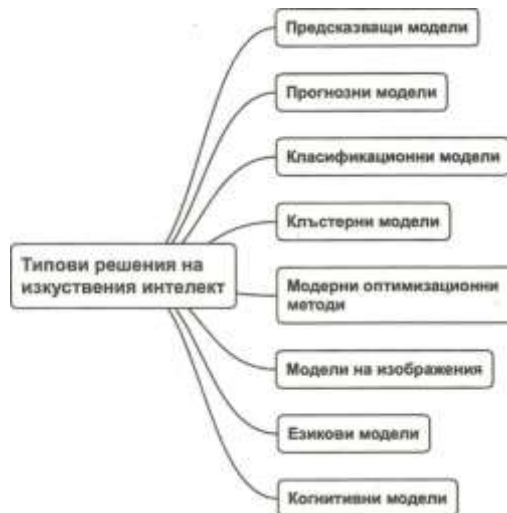 Предсказващи модели
Прогнозни модели
Класификационни модели
Клъстерни модели
Типови решения на
изкуствения интелект
Модерни оптимизационни
методи
Модели на изображения
Езикови модели
Когнитивни модели